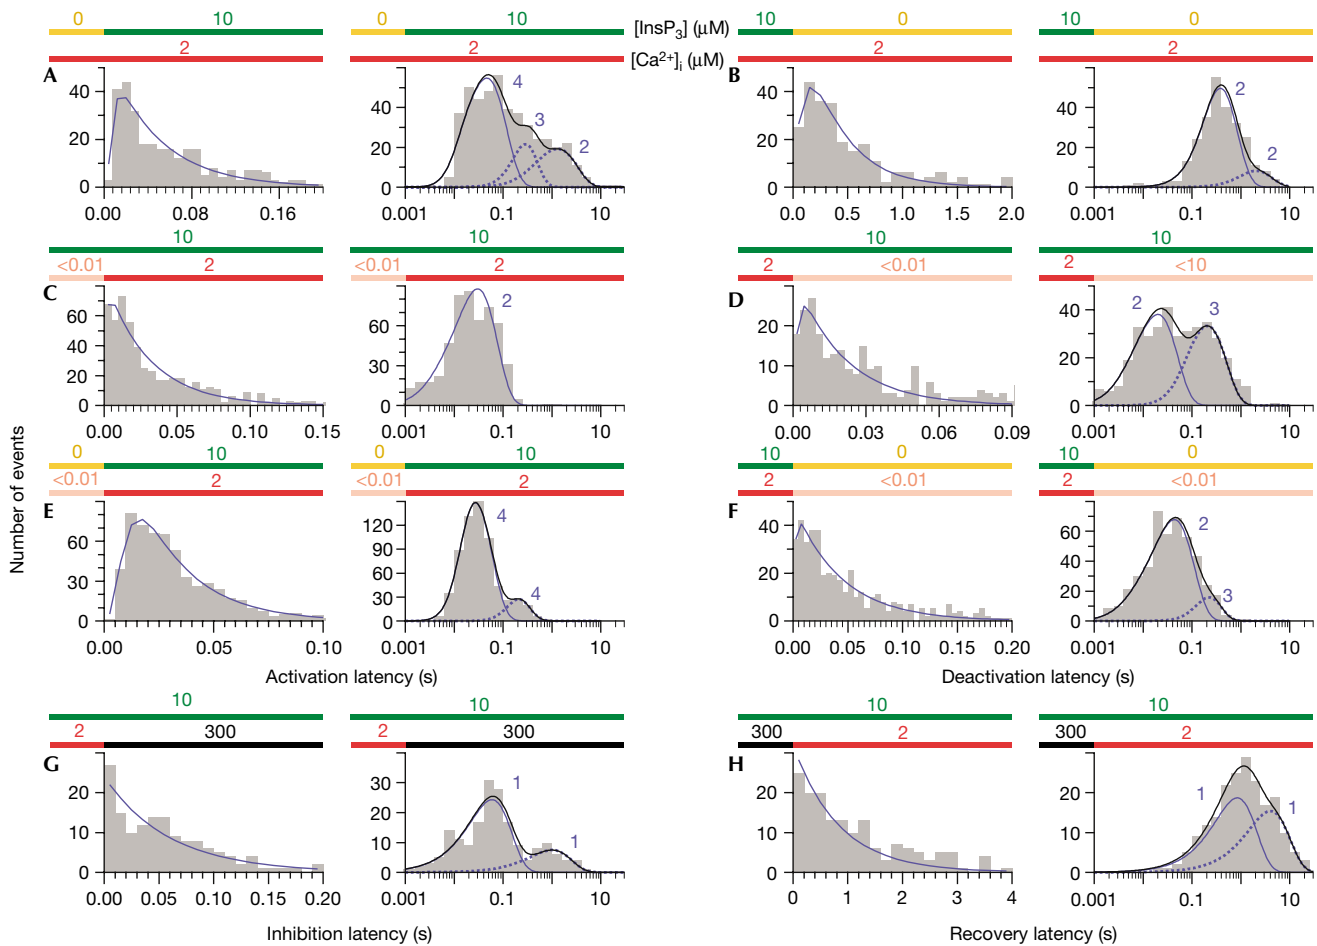 0 10 0 10 [InsP3] (μM) 10 0 10 0
2 2 [Ca2+]i (μM) 2 2
A B
60 40 20 0
0.00 0.08 0.16
60 40 20 0
4 3 2
0.001 0.1 10
40 20 0
0.0 0.5 1.0 1.5 2.0
60 40 20 0
2 2
0.001 0.1 10
10 10 10 10
<0.01 2 <0.01 2 2 <0.01 2 <10
C D
60 40 20 0
0.00 0.05 0.10 0.15
60 30 0
2
0.001 0.1 10
20 10 0
0.00 0.03 0.06 0.09
40 20 0
2 3
0.001 0.1 10
Number of events
0 10 0 10 10 0 10 0
<0.01 2 <0.01 2 2 <0.01 2 <0.01
E F
60 30 0
0.00 0.05 0.10
120 90 60 30 0
4 4
0.001 0.1 10
40 20 0
0.00 0.05 0.10 0.20
60 40 20 0
2 3
0.001 0.1 10
Activation latency (s) Deactivation latency (s)
10 10 10 10
2 300 2 300 300 2 300 2
G H
20 10 0
0.00 0.05 0.10 0.20
30 20 10 0
1 1
0.001 0.1 10
20 10 0
0 1 2 3 4
20 10 0
1 1
0.001 0.1 10
Inhibition latency (s) Recovery latency (s)